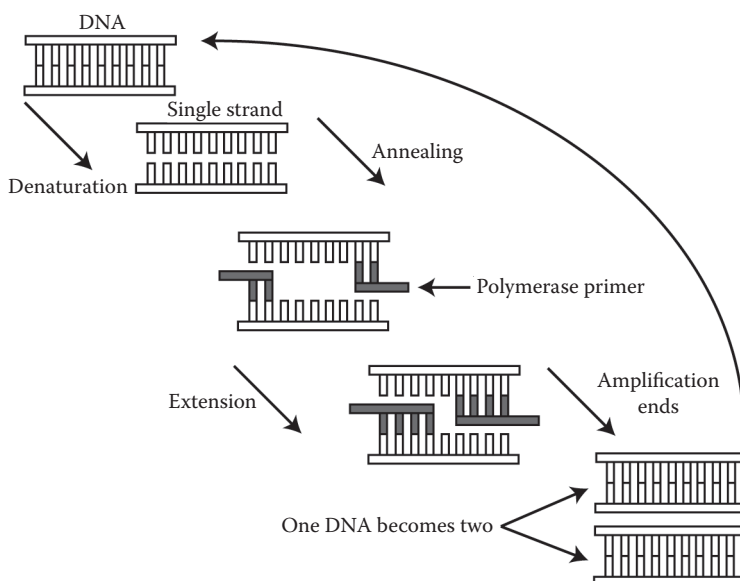 DNA
Single strand
Annealing
Denaturation
Polymerase primer
Extension
Amplification
ends
One DNA becomes two